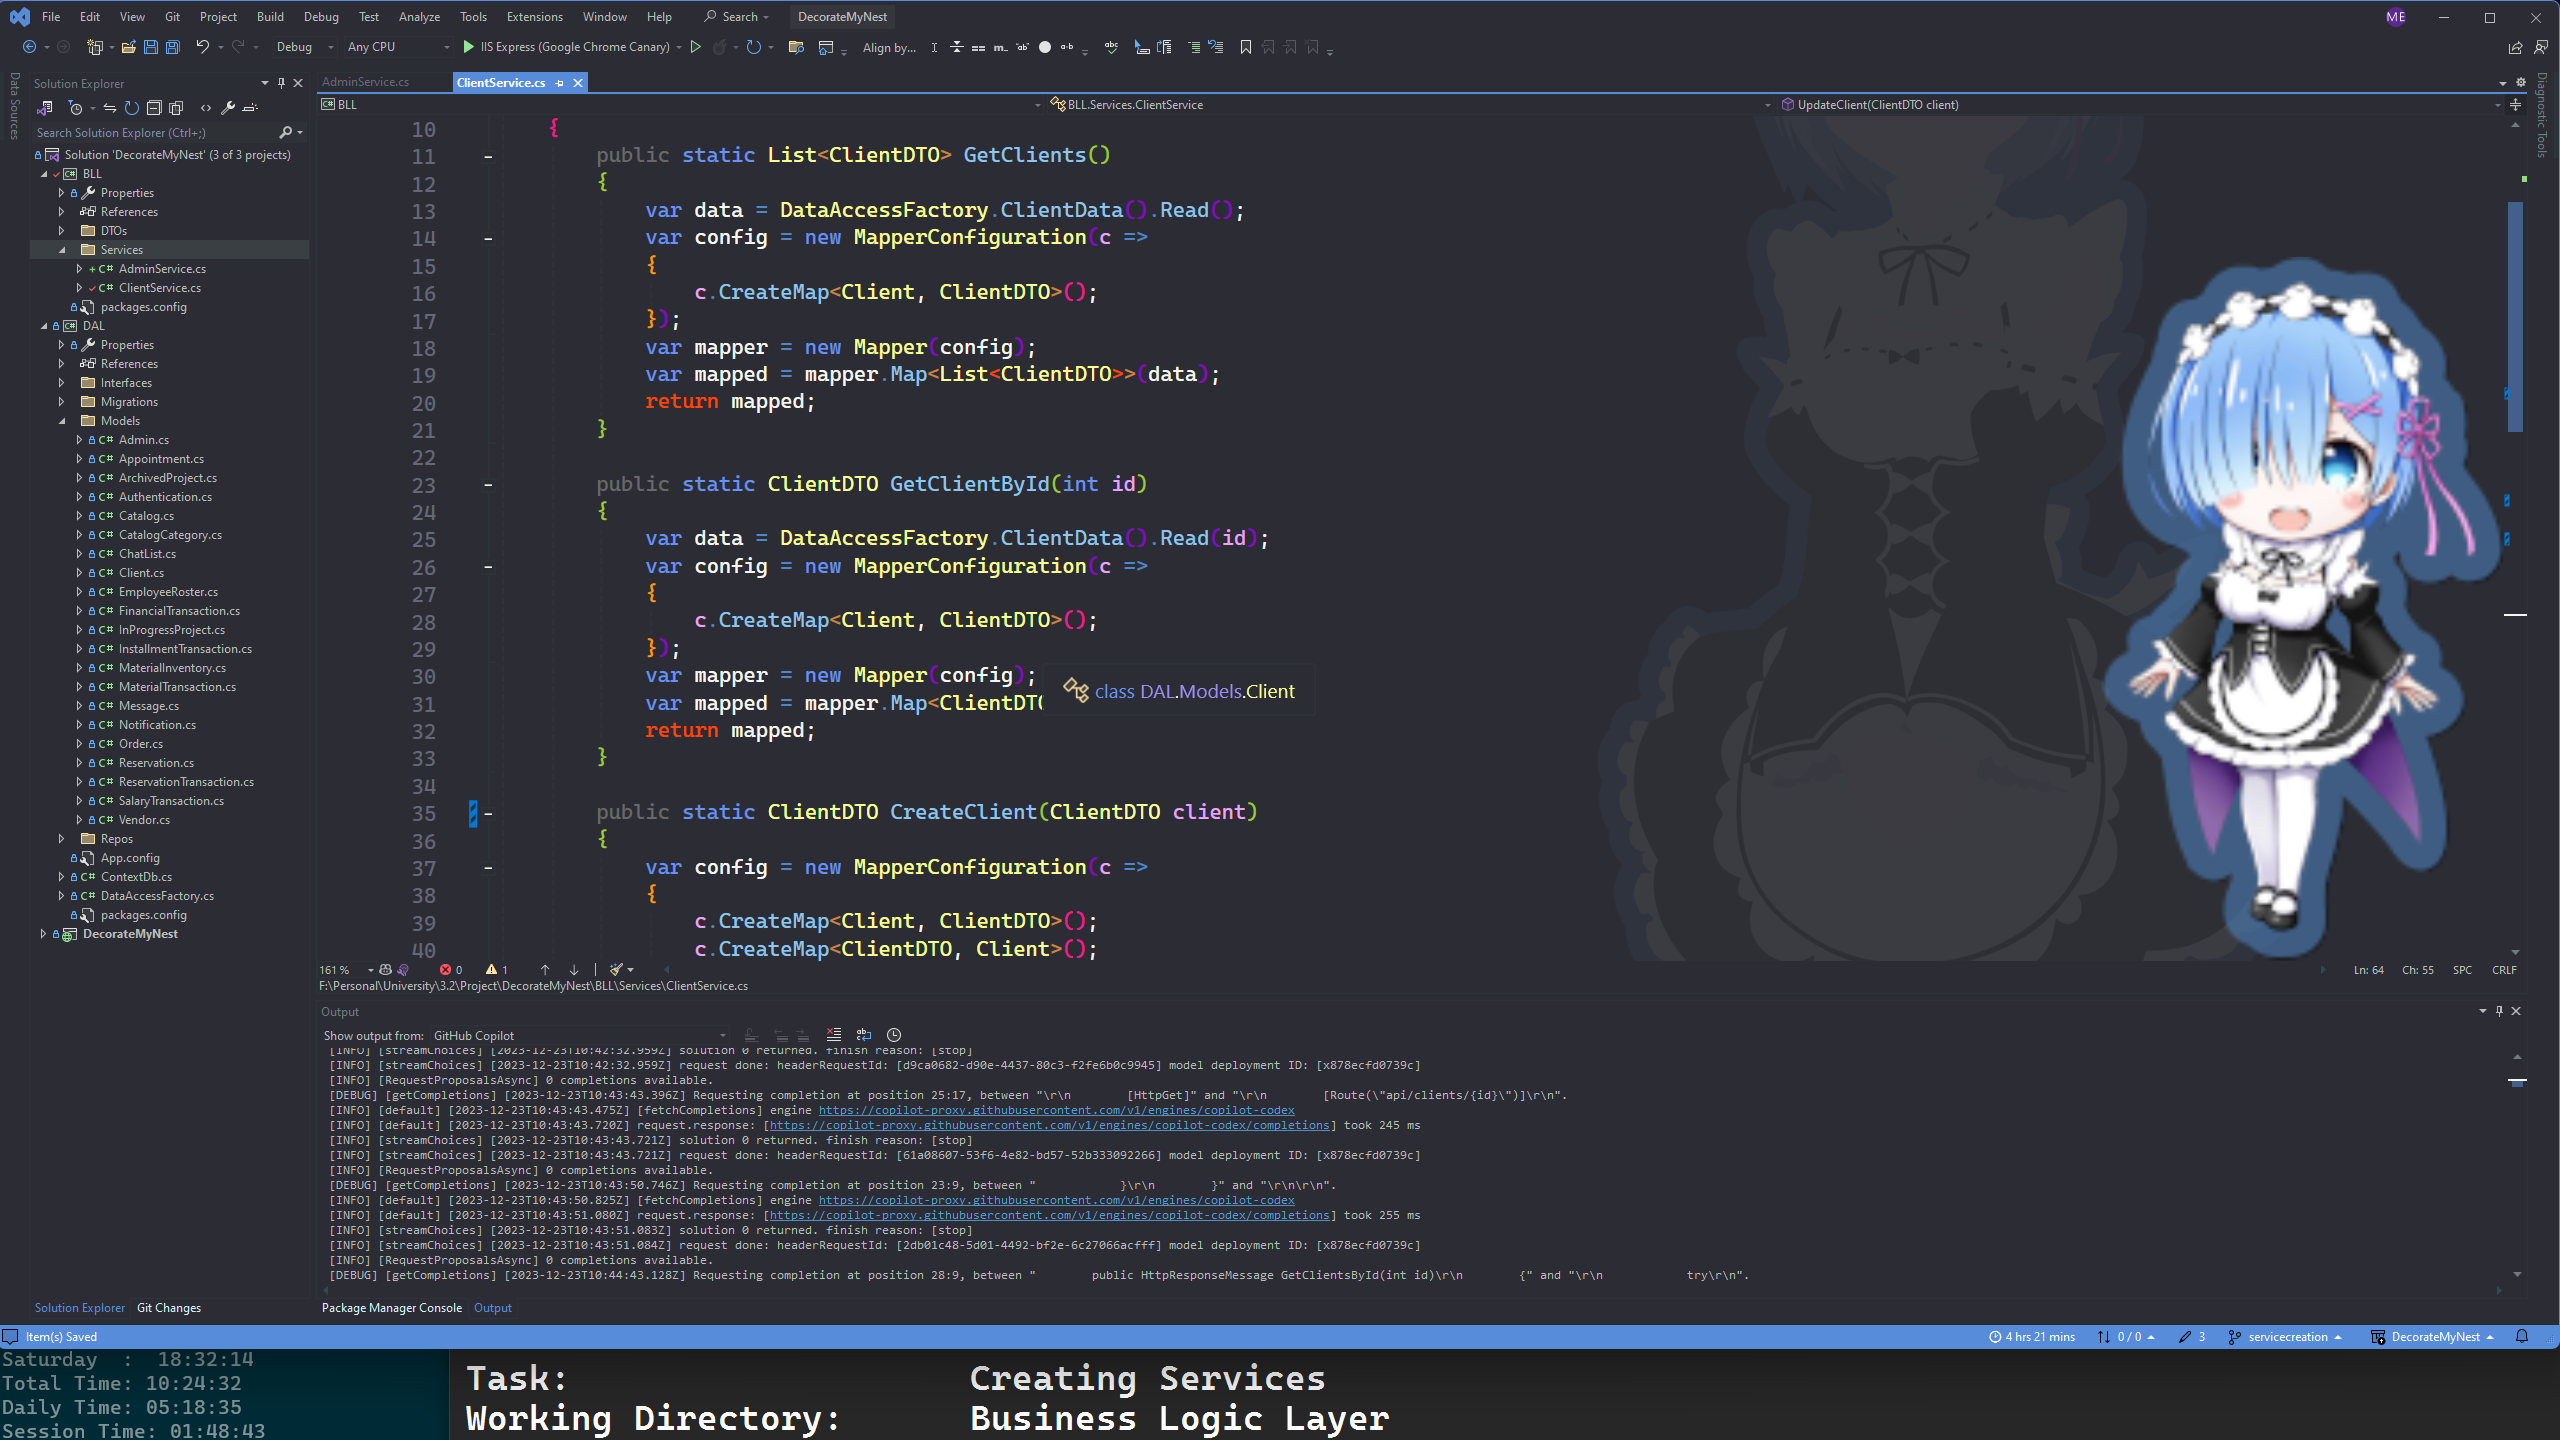 File Edit View Git Project Build Debug Test Analyze Tools Extensions Window Help Search DecorateMyNest ME
Debug Any CPU IIS Express (Google Chrome Canary) Align by...
Data Sources
Solution Explorer
Search Solution Explorer (Ctrl+;)
Solution 'DecorateMyNest' (3 of 3 projects)
BLL
Properties
References
DTOs
Services
AdminService.cs
ClientService.cs
packages.config
DAL
Properties
References
Interfaces
Migrations
Models
Admin.cs
Appointment.cs
ArchivedProject.cs
Authentication.cs
Catalog.cs
CatalogCategory.cs
ChatList.cs
Client.cs
EmployeeRoster.cs
FinancialTransaction.cs
InProgressProject.cs
InstallmentTransaction.cs
MaterialInventory.cs
MaterialTransaction.cs
Message.cs
Notification.cs
Order.cs
Reservation.cs
ReservationTransaction.cs
SalaryTransaction.cs
Vendor.cs
Repos
App.config
ContextDb.cs
DataAccessFactory.cs
packages.config
DecorateMyNest
Solution Explorer Git Changes
AdminService.cs ClientService.cs
BLL BLL.Services.ClientService UpdateClient(ClientDTO client)
Diagnostic Tools
10 {
11 public static List<ClientDTO> GetClients()
12 {
13 var data = DataAccessFactory.ClientData().Read();
14 var config = new MapperConfiguration(c =>
15 {
16 c.CreateMap<Client, ClientDTO>();
17 });
18 var mapper = new Mapper(config);
19 var mapped = mapper.Map<List<ClientDTO>>(data);
20 return mapped;
21 }
22
23 public static ClientDTO GetClientById(int id)
24 {
25 var data = DataAccessFactory.ClientData().Read(id);
26 var config = new MapperConfiguration(c =>
27 {
28 c.CreateMap<Client, ClientDTO>();
29 });
30 var mapper = new Mapper(config);
31 var mapped = mapper.Map<ClientDTO
class DAL.Models.Client
32 return mapped;
33 }
34
35 public static ClientDTO CreateClient(ClientDTO client)
36 {
37 var config = new MapperConfiguration(c =>
38 {
39 c.CreateMap<Client, ClientDTO>();
40 c.CreateMap<ClientDTO, Client>();
161 % 0 1 Ln: 64 Ch: 55 SPC CRLF
F:\Personal\University\3.2\Project\DecorateMyNest\BLL\Services\ClientService.cs
Output
Show output from: GitHub Copilot
[INFO] [streamChoices] [2023-12-23T10:42:32.959Z] solution 0 returned. finish reason: [stop]
[INFO] [streamChoices] [2023-12-23T10:42:32.959Z] request done: headerRequestId: [d9ca0682-d90e-4437-80c3-f2fe6b0c9945] model deployment ID: [x878ecfd0739c]
[INFO] [RequestProposalsAsync] 0 completions available.
[DEBUG] [getCompletions] [2023-12-23T10:43:43.396Z] Requesting completion at position 25:17, between "\r\n [HttpGet]" and "\r\n [Route(\"api/clients/{id}\")]\r\n".
[INFO] [default] [2023-12-23T10:43:43.475Z] [fetchCompletions] engine https://copilot-proxy.githubusercontent.com/v1/engines/copilot-codex
[INFO] [default] [2023-12-23T10:43:43.720Z] request.response: [https://copilot-proxy.githubusercontent.com/v1/engines/copilot-codex/completions] took 245 ms
[INFO] [streamChoices] [2023-12-23T10:43:43.721Z] solution 0 returned. finish reason: [stop]
[INFO] [streamChoices] [2023-12-23T10:43:43.721Z] request done: headerRequestId: [61a08607-53f6-4e82-bd57-52b333092266] model deployment ID: [x878ecfd0739c]
[INFO] [RequestProposalsAsync] 0 completions available.
[DEBUG] [getCompletions] [2023-12-23T10:43:50.746Z] Requesting completion at position 23:9, between " }\r\n }" and "\r\n\r\n".
[INFO] [default] [2023-12-23T10:43:50.825Z] [fetchCompletions] engine https://copilot-proxy.githubusercontent.com/v1/engines/copilot-codex
[INFO] [default] [2023-12-23T10:43:51.080Z] request.response: [https://copilot-proxy.githubusercontent.com/v1/engines/copilot-codex/completions] took 255 ms
[INFO] [streamChoices] [2023-12-23T10:43:51.083Z] solution 0 returned. finish reason: [stop]
[INFO] [streamChoices] [2023-12-23T10:43:51.084Z] request done: headerRequestId: [2db01c48-5d01-4492-bf2e-6c27066acfff] model deployment ID: [x878ecfd0739c]
[INFO] [RequestProposalsAsync] 0 completions available.
[DEBUG] [getCompletions] [2023-12-23T10:44:43.128Z] Requesting completion at position 28:9, between " public HttpResponseMessage GetClientsById(int id)\r\n {" and "\r\n try\r\n".
Package Manager Console Output
Item(s) Saved 4 hrs 21 mins 0 / 0 3 servicecreation DecorateMyNest
Saturday : 18:32:14
Total Time: 10:24:32
Daily Time: 05:18:35
Session Time: 01:48:43
Task: Creating Services
Working Directory: Business Logic Layer